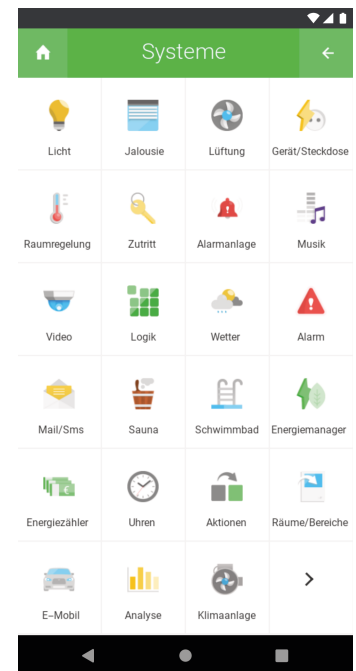 Systeme
Licht
Jalousie
Lüftung
Gerät/Steckdose
Raumregelung
Zutritt
Alarmanlage
Musik
Video
Logik
Wetter
Alarm
Mail/Sms
Sauna
Schwimmbad
Energiemanager
Energiezähler
Uhren
Aktionen
Räume/Bereiche
E-Mobil
Analyse
Klimaanlage